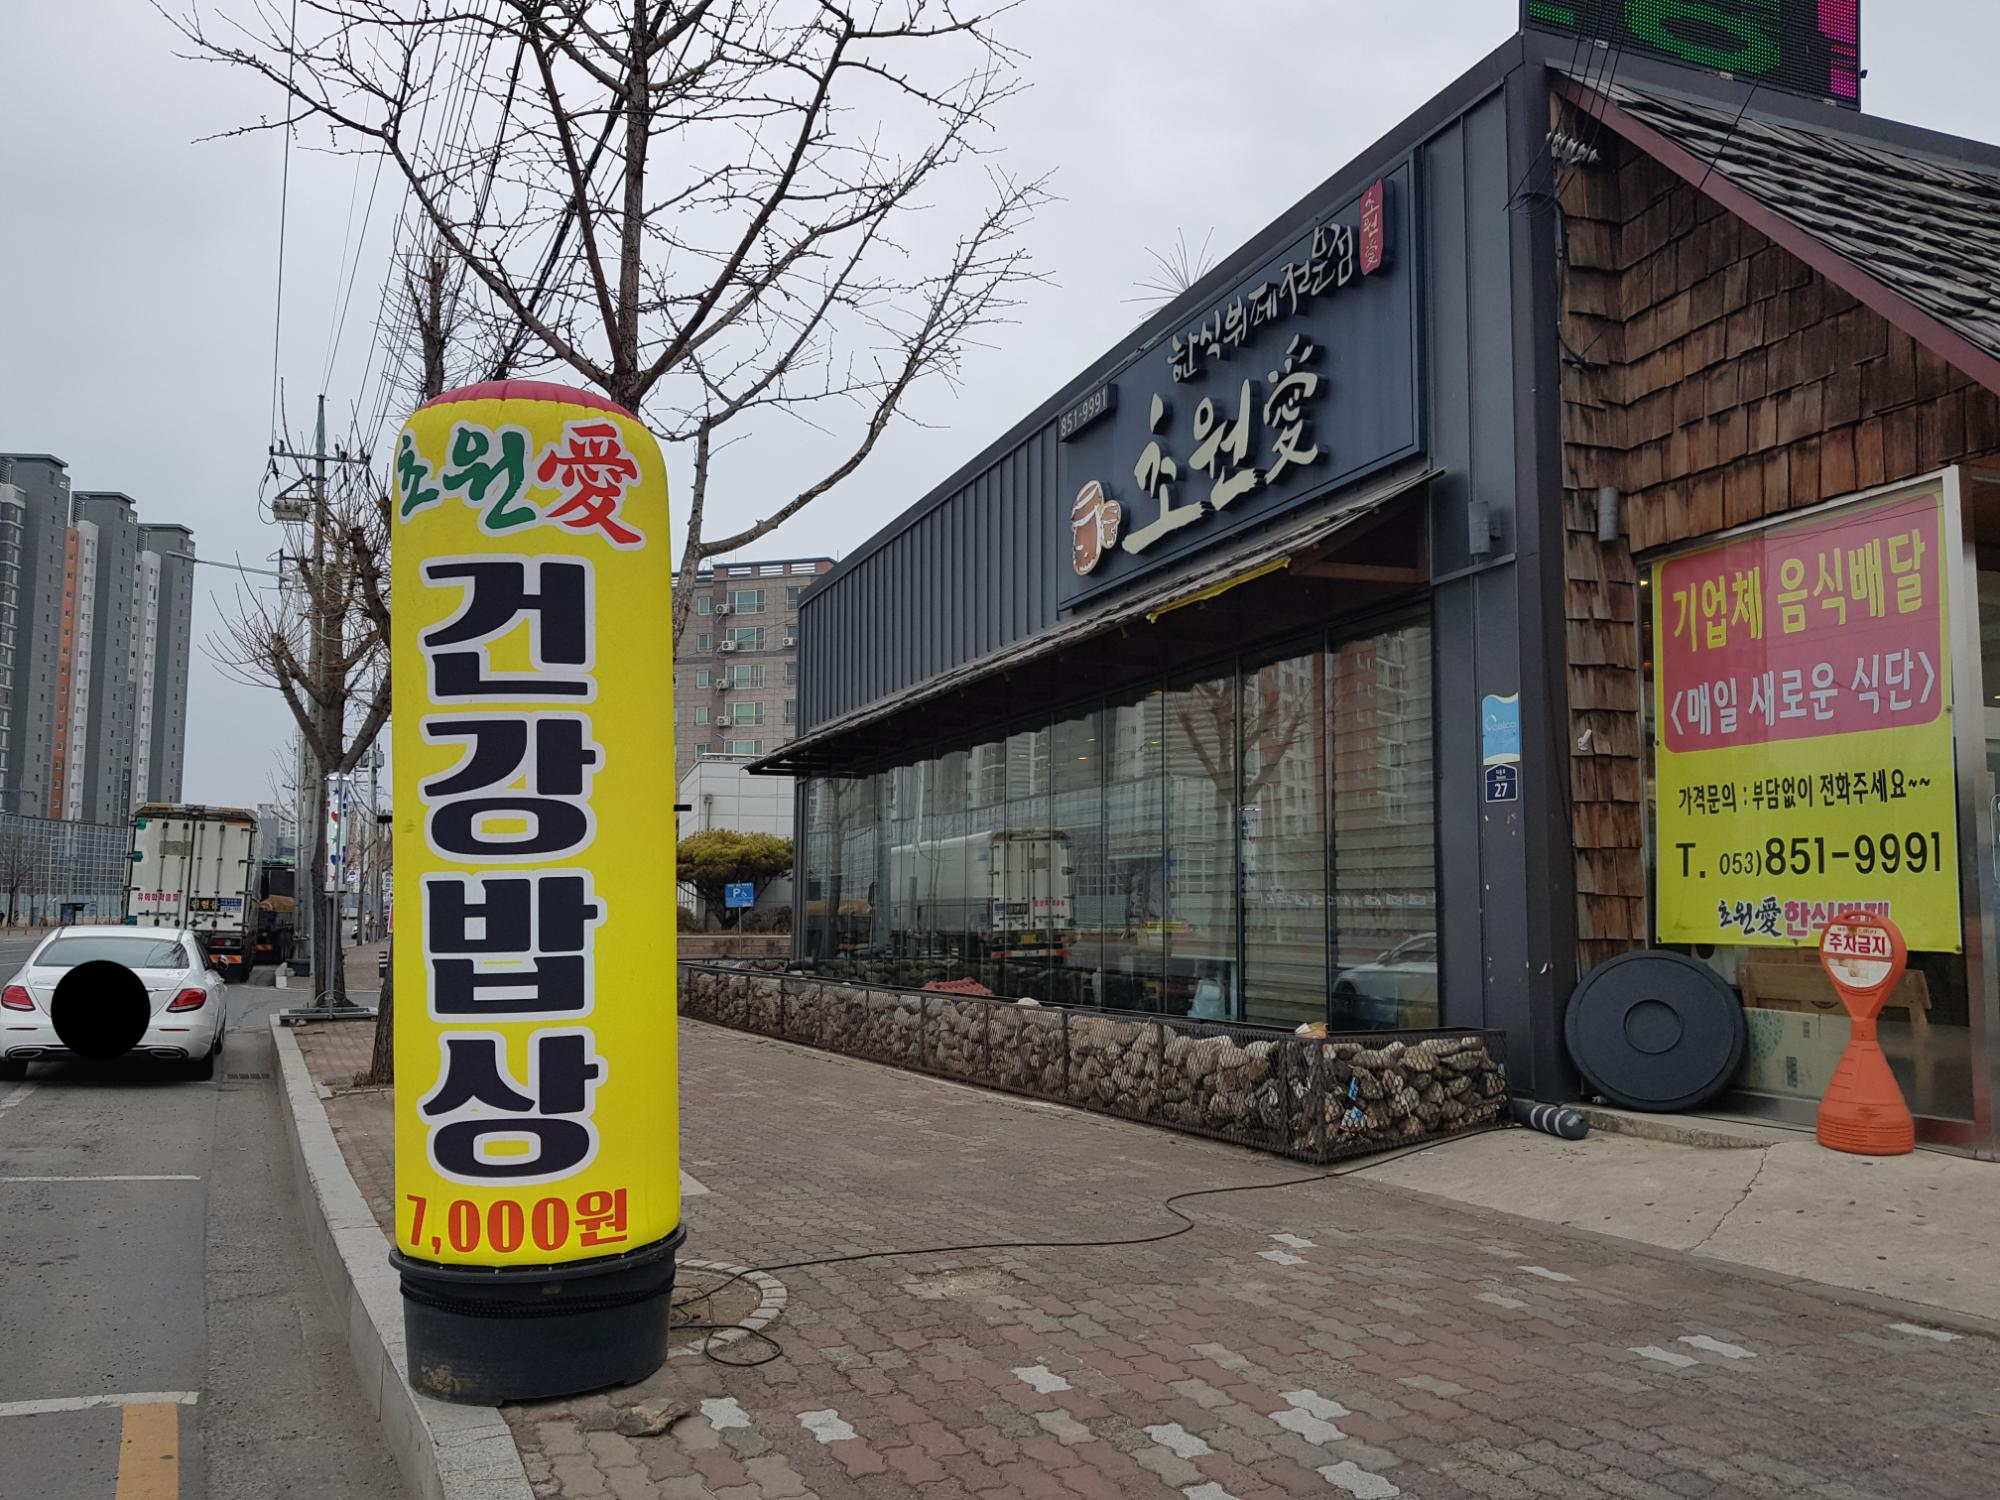 초원愛
건강밥상
7,000원
851-9991
한식뷔페전문점
초원愛
초원愛
27
기업체 음식배달
<매일 새로운 식단>
가격문의 : 부담없이 전화주세요~~
T. 053)851-9991
초원愛 한식뷔페
주차금지
P